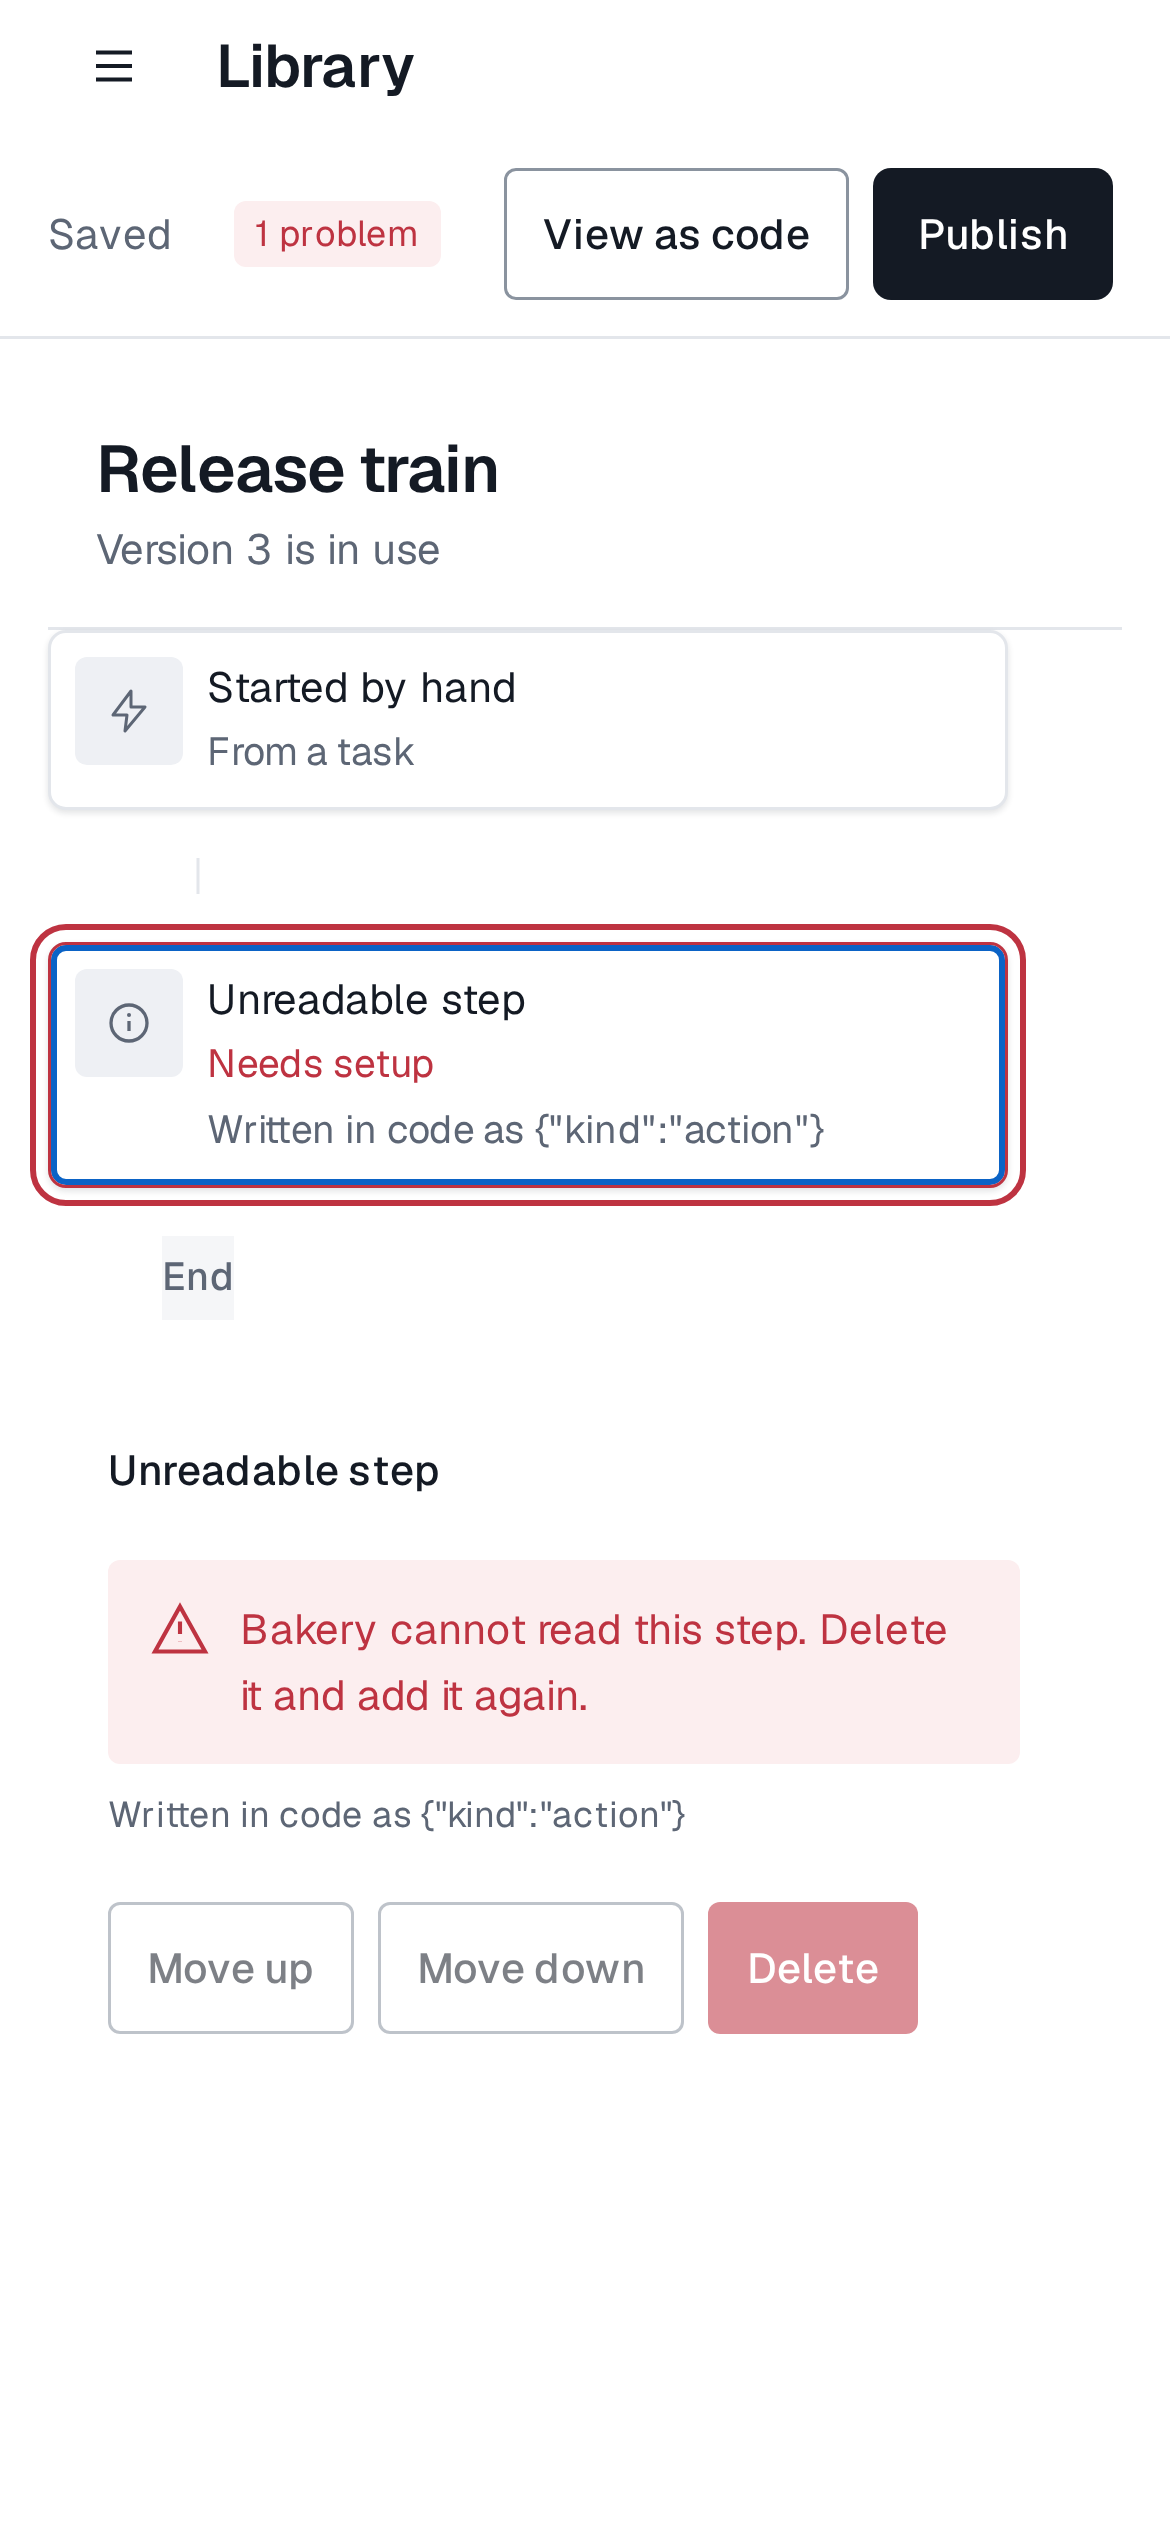 Library
Saved
1 problem
View as code
Publish
Release train
Version 3 is in use
Started by hand
From a task
Unreadable step
Needs setup
Written in code as {"kind":"action"}
End
Unreadable step
Bakery cannot read this step. Delete
it and add it again.
Written in code as {"kind":"action"}
Move up
Move down
Delete